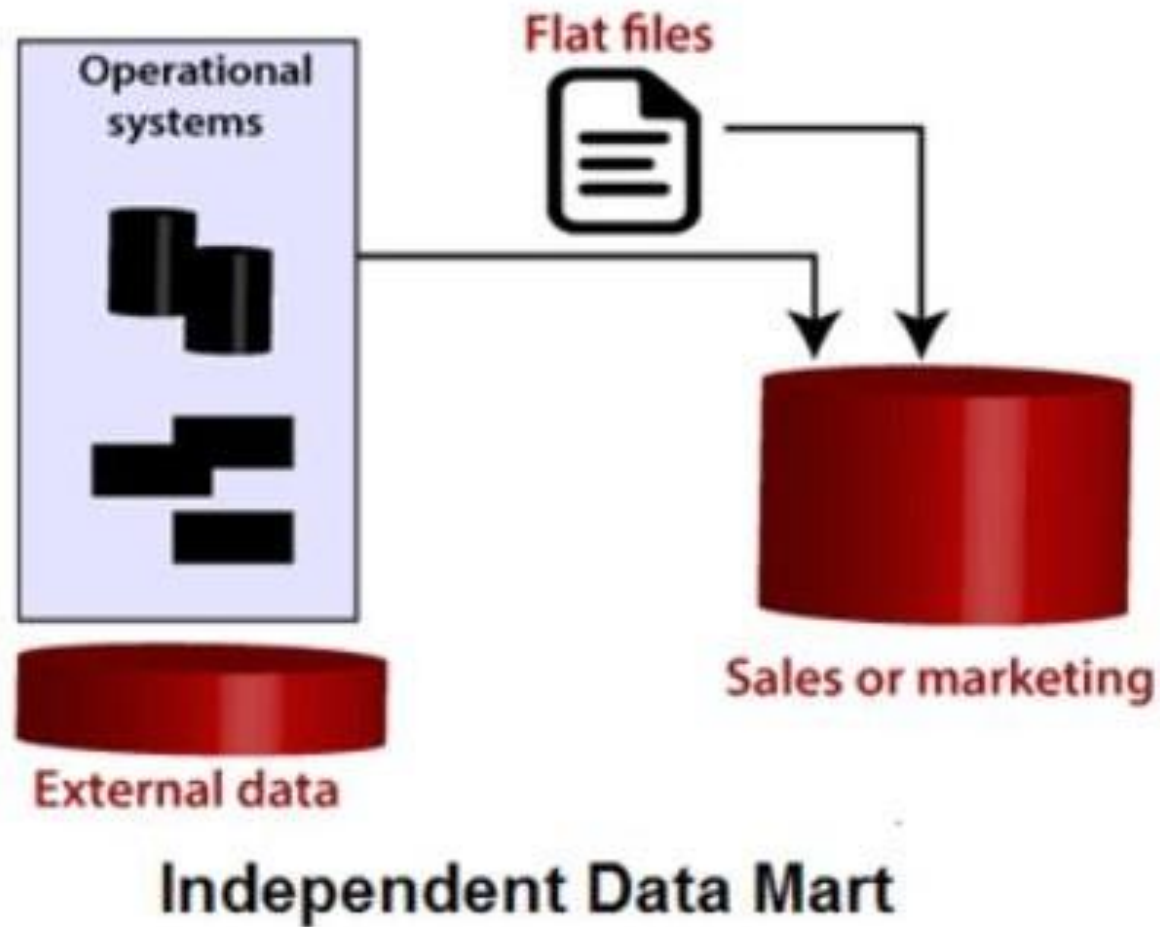 Operational
systems
Flat files
Sales or marketing
External data
Independent Data Mart